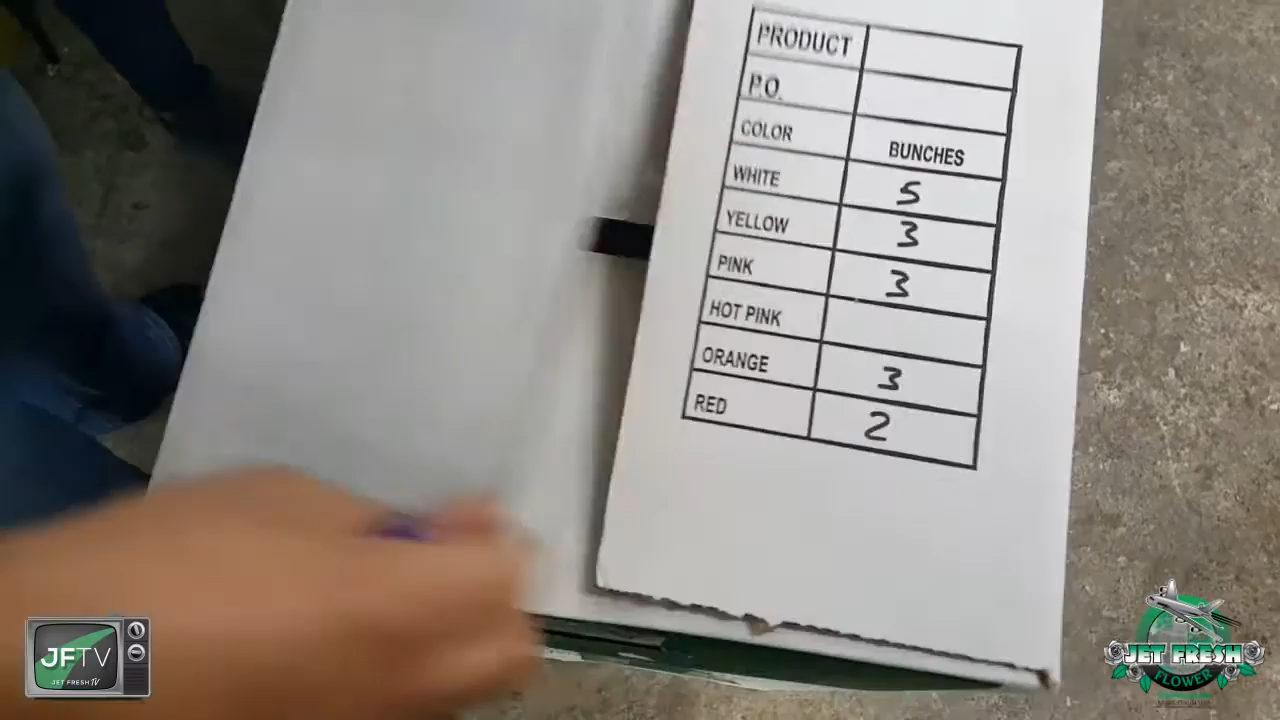 PRODUCT
P.O.
COLOR BUNCHES
WHITE 5
YELLOW 3
PINK 3
HOT PINK
ORANGE 3
RED 2
JFTV
JET FRESH TV
JET FRESH
FLOWER